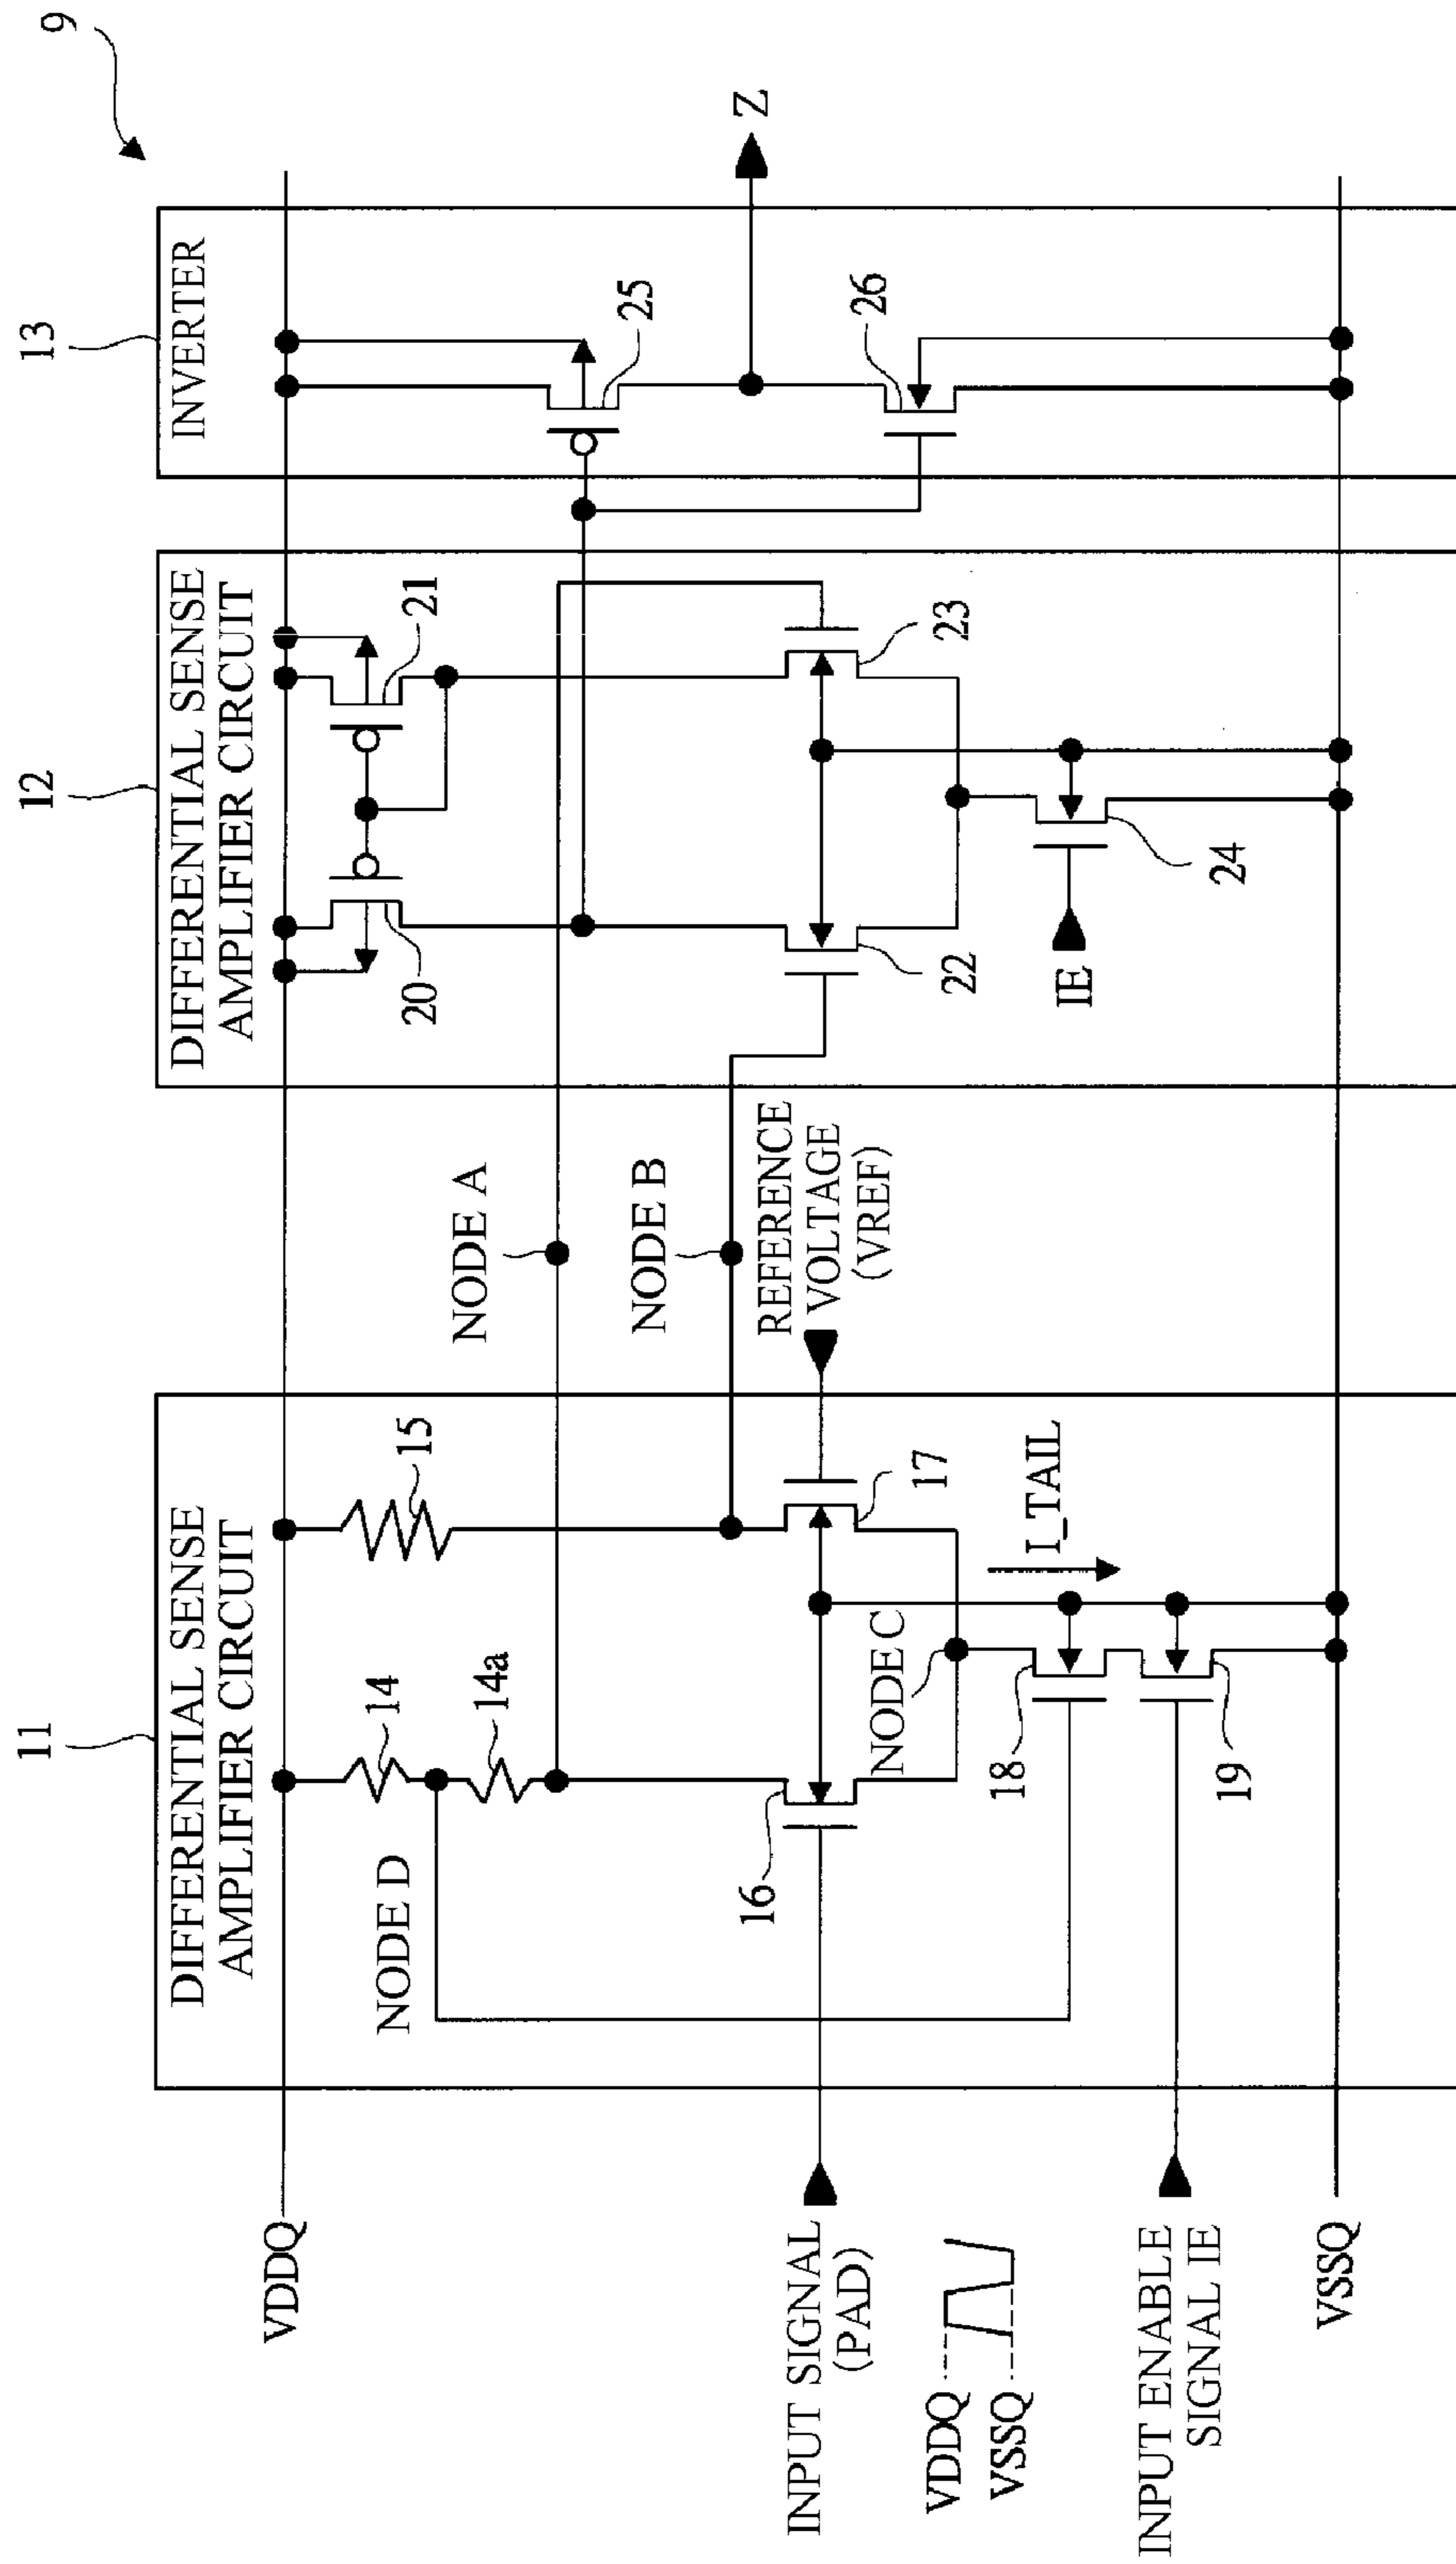 9
11
12
13
DIFFERENTIAL SENSE
AMPLIFIER CIRCUIT
DIFFERENTIAL SENSE
AMPLIFIER CIRCUIT
INVERTER
VDDQ
14
15
20
21
NODE D
14a
NODE A
25
NODE B
Z
INPUT SIGNAL
(PAD)
16
REFERENCE
VOLTAGE
(VREF)
NODE C
17
22
23
26
VDDQ
VSSQ
18
I_TAIL
IE
INPUT ENABLE
SIGNAL IE
19
24
VSSQ